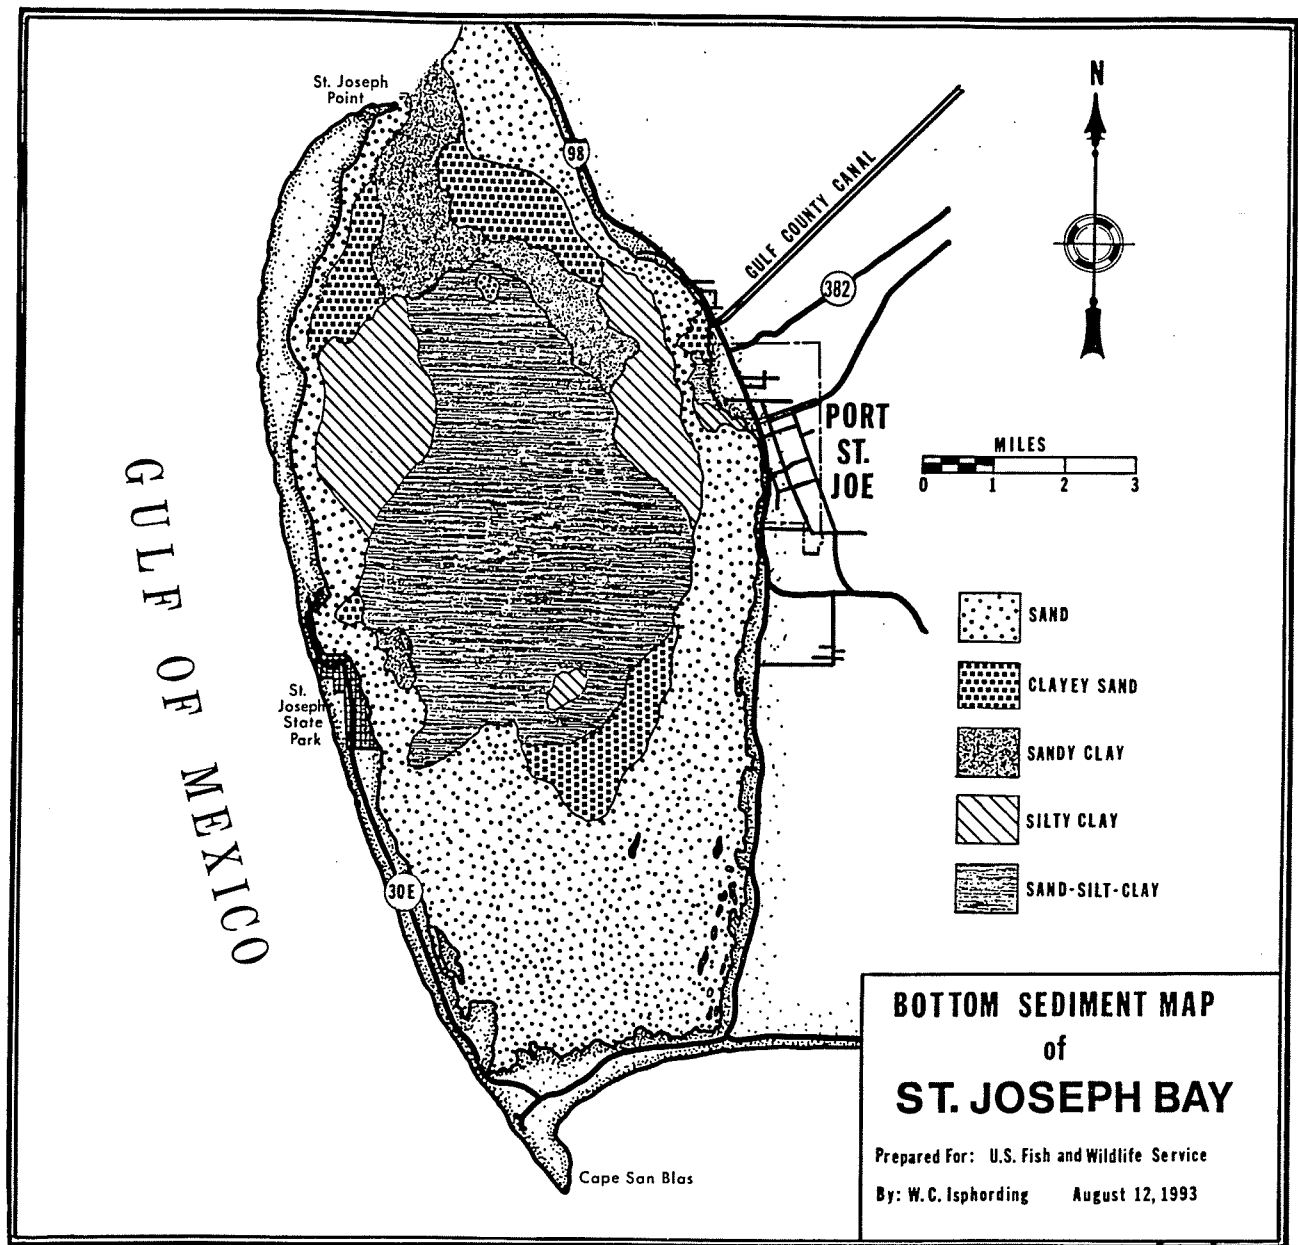 St. Joseph
Point
N
98
GULF COUNTY CANAL
382
PORT
ST.
JOE
MILES
0 1 2 3
GULF OF MEXICO
SAND
CLAYEY SAND
St.
Joseph
State
Park
SANDY CLAY
SILTY CLAY
30E
SAND-SILT-CLAY
BOTTOM SEDIMENT MAP
of
ST. JOSEPH BAY
Prepared For: U.S. Fish and Wildlife Service
By: W.C. Isphording August 12, 1993
Cape San Blas